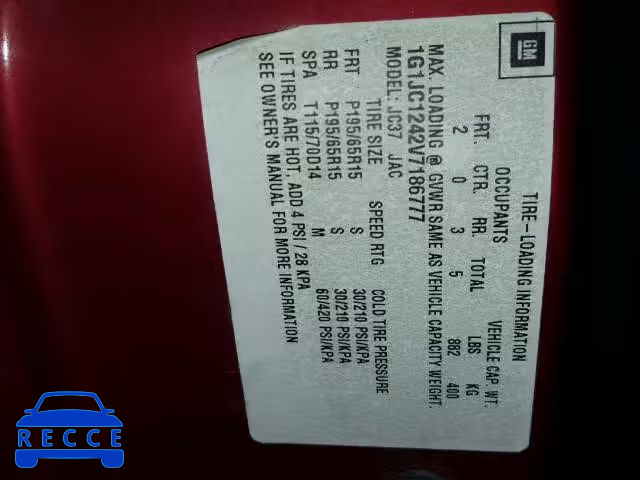 GM
TIRE-LOADING INFORMATION
OCCUPANTS VEHICLE CAP. WT.
FRT. CTR. RR. TOTAL LBS KG
2 0 3 5 882 400
MAX. LOADING @ GVWR SAME AS VEHICLE CAPACITY WEIGHT.
1G1JC1242V7186777
MODEL: JC37 JAC
TIRE SIZE SPEED RTG COLD TIRE PRESSURE
FRT P195/65R15 S 30/210 PSI/KPA
RR P195/65R15 S 30/210 PSI/KPA
SPA T115/70D14 M 60/420 PSI/KPA
IF TIRES ARE HOT, ADD 4 PSI / 28 KPA
SEE OWNER'S MANUAL FOR MORE INFORMATION
RECCE